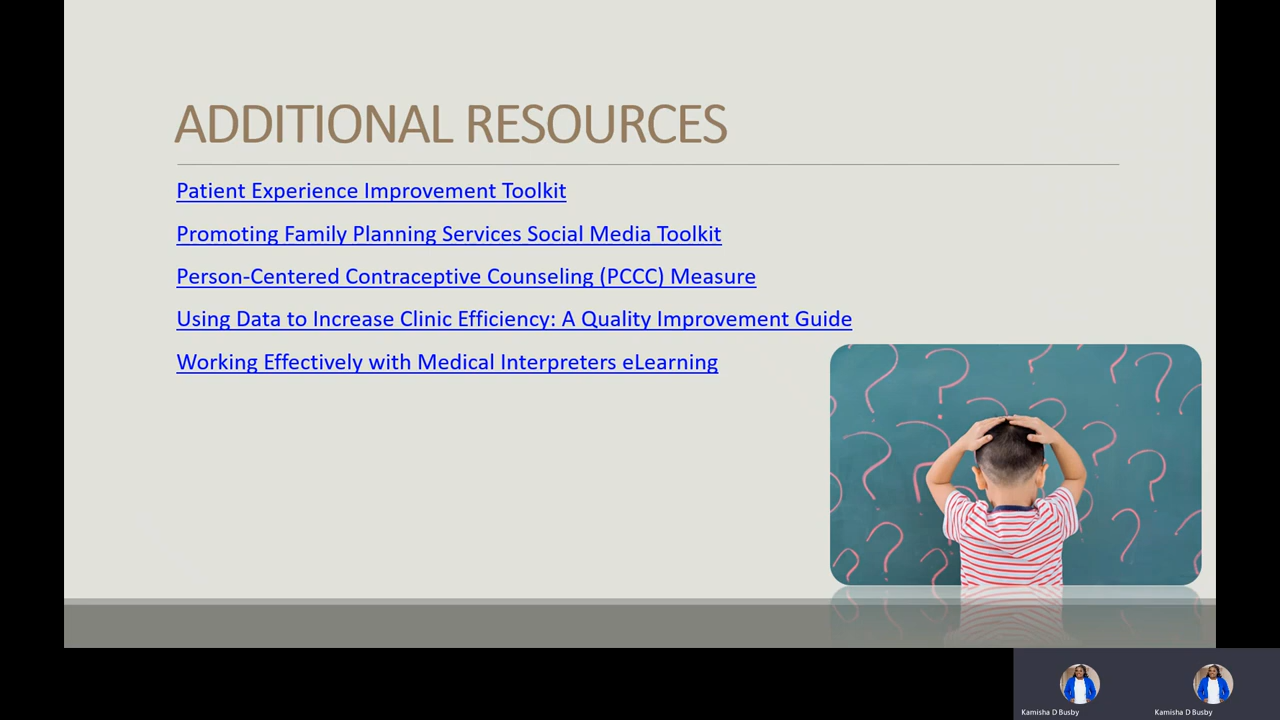 ADDITIONAL RESOURCES
Patient Experience Improvement Toolkit
Promoting Family Planning Services Social Media Toolkit
Person-Centered Contraceptive Counseling (PCCC) Measure
Using Data to Increase Clinic Efficiency: A Quality Improvement Guide
Working Effectively with Medical Interpreters eLearning
Kamisha D Busby
Kamisha D Busby